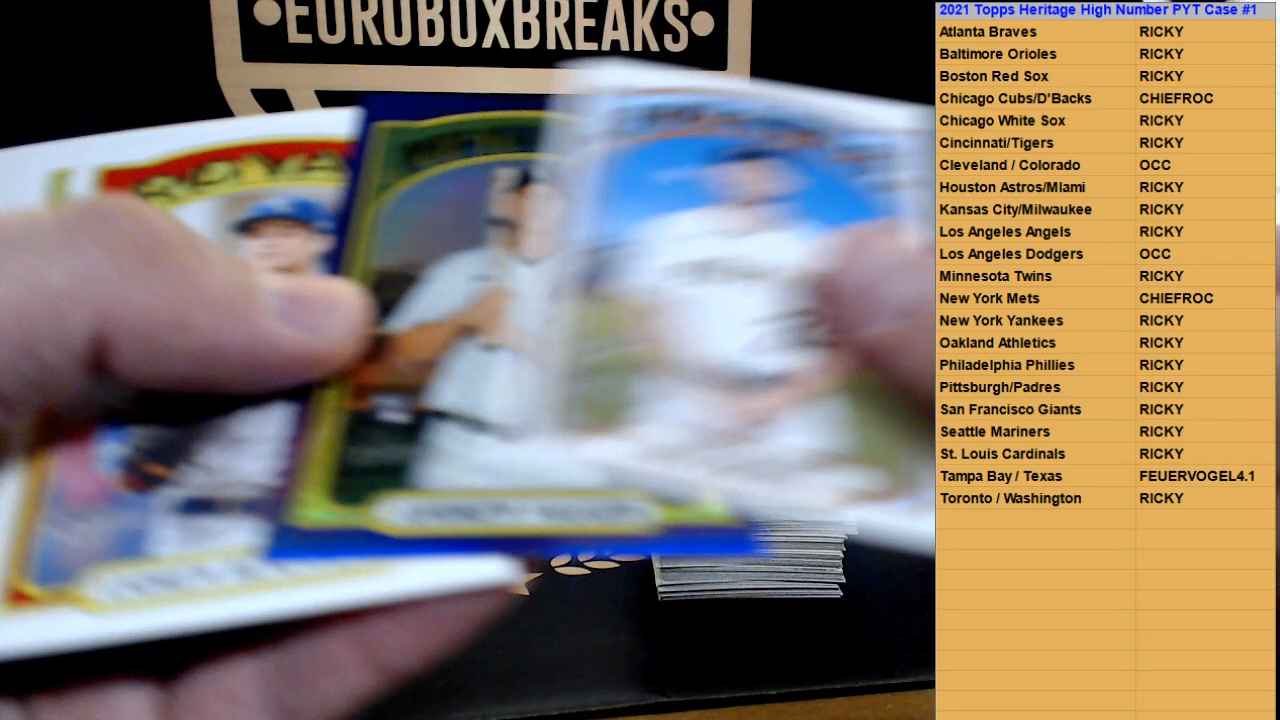 •EUROBOXBREAKS•
ROYA
2021 Topps Heritage High Number PYT Case #1
Atlanta Braves RICKY
Baltimore Orioles RICKY
Boston Red Sox RICKY
Chicago Cubs/D'Backs CHIEFROC
Chicago White Sox RICKY
Cincinnati/Tigers RICKY
Cleveland / Colorado OCC
Houston Astros/Miami RICKY
Kansas City/Milwaukee RICKY
Los Angeles Angels RICKY
Los Angeles Dodgers OCC
Minnesota Twins RICKY
New York Mets CHIEFROC
New York Yankees RICKY
Oakland Athletics RICKY
Philadelphia Phillies RICKY
Pittsburgh/Padres RICKY
San Francisco Giants RICKY
Seattle Mariners RICKY
St. Louis Cardinals RICKY
Tampa Bay / Texas FEUERVOGEL4.1
Toronto / Washington RICKY